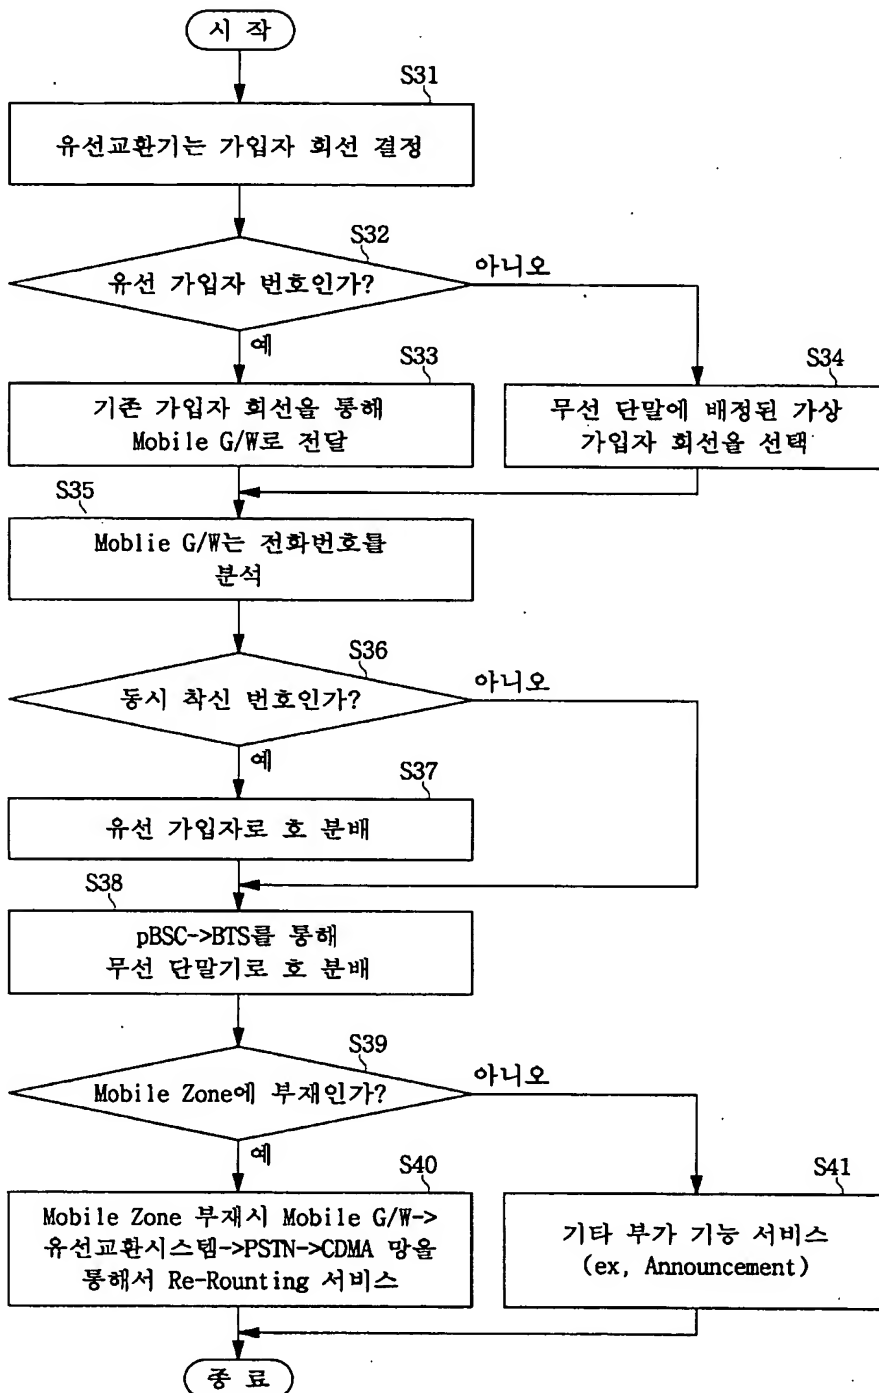 시 작
S31
유선교환기는 가입자 회선 결정
S32
유선 가입자 번호인가?
아니오
예
S33
기존 가입자 회선을 통해
Mobile G/W로 전달
S34
무선 단말에 배정된 가상
가입자 회선을 선택
S35
Moblie G/W는 전화번호를
분석
S36
동시 착신 번호인가?
아니오
예
S37
유선 가입자로 호 분배
S38
pBSC->BTS를 통해
무선 단말기로 호 분배
S39
Mobile Zone에 부재인가?
아니오
예
S40
Mobile Zone 부재시 Mobile G/W->
유선교환시스템->PSTN->CDMA 망을
통해서 Re-Rounting 서비스
S41
기타 부가 기능 서비스
(ex, Announcement)
종 료